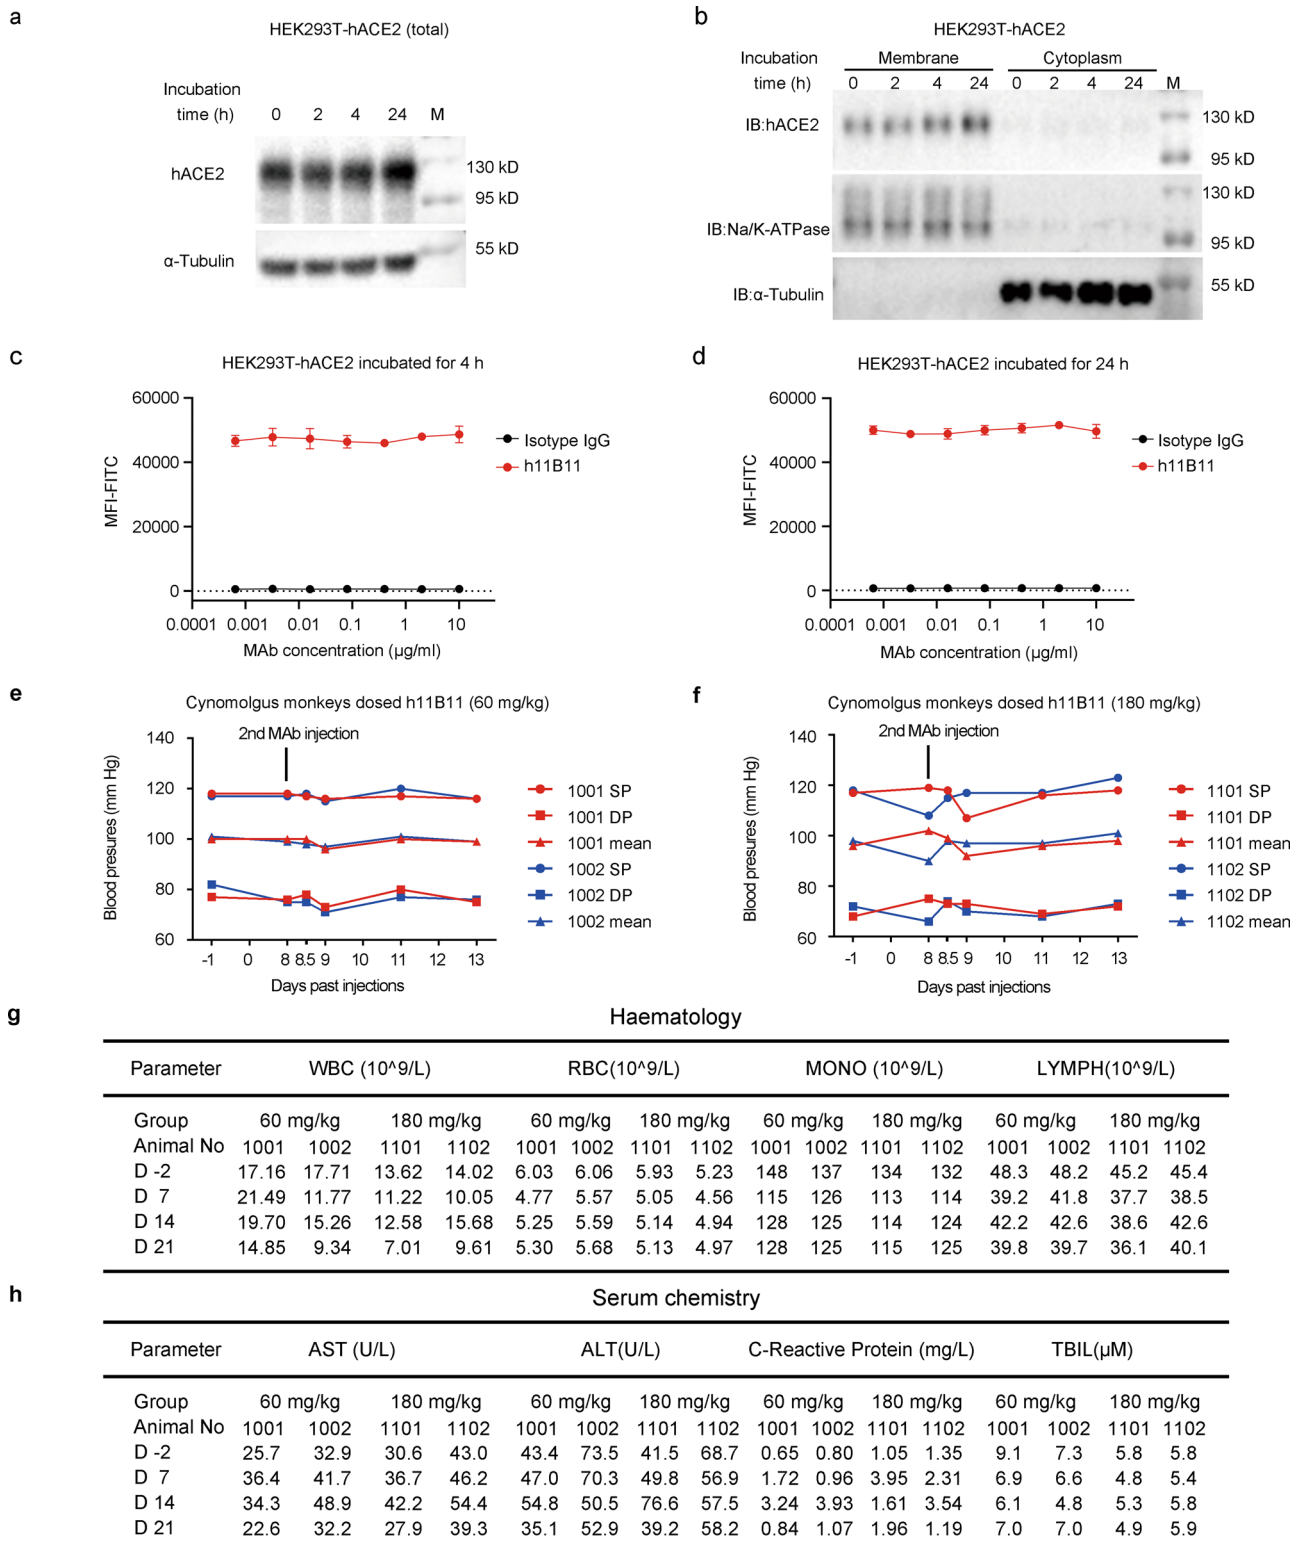 a
HEK293T-hACE2 (total)
Incubation
time (h) 0 2 4 24 M
hACE2
130 kD
95 kD
α-Tubulin
55 kD
b
HEK293T-hACE2
Incubation Membrane Cytoplasm
time (h) 0 2 4 24 0 2 4 24 M
IB:hACE2
130 kD
95 kD
IB:Na/K-ATPase
130 kD
95 kD
IB:α-Tubulin
55 kD
c
HEK293T-hACE2 incubated for 4 h
MFI-FITC
60000
40000
20000
0
0.0001 0.001 0.01 0.1 1 10
MAb concentration (μg/ml)
Isotype IgG
h11B11
d
HEK293T-hACE2 incubated for 24 h
MFI-FITC
60000
40000
20000
0
0.0001 0.001 0.01 0.1 1 10
MAb concentration (μg/ml)
Isotype IgG
h11B11
e
Cynomolgus monkeys dosed h11B11 (60 mg/kg)
2nd MAb injection
Blood presures (mm Hg)
140
120
100
80
60
-1 0 8 8.5 9 10 11 12 13
Days past injections
1001 SP
1001 DP
1001 mean
1002 SP
1002 DP
1002 mean
f
Cynomolgus monkeys dosed h11B11 (180 mg/kg)
2nd MAb injection
Blood presures (mm Hg)
140
120
100
80
60
-1 0 8 8.5 9 10 11 12 13
Days past injections
1101 SP
1101 DP
1101 mean
1102 SP
1102 DP
1102 mean
g
Haematology
Parameter WBC (10^9/L) RBC(10^9/L) MONO (10^9/L) LYMPH(10^9/L)
Group 60 mg/kg 180 mg/kg 60 mg/kg 180 mg/kg 60 mg/kg 180 mg/kg 60 mg/kg 180 mg/kg
Animal No 1001 1002 1101 1102 1001 1002 1101 1102 1001 1002 1101 1102 1001 1002 1101 1102
D -2 17.16 17.71 13.62 14.02 6.03 6.06 5.93 5.23 148 137 134 132 48.3 48.2 45.2 45.4
D 7 21.49 11.77 11.22 10.05 4.77 5.57 5.05 4.56 115 126 113 114 39.2 41.8 37.7 38.5
D 14 19.70 15.26 12.58 15.68 5.25 5.59 5.14 4.94 128 125 114 124 42.2 42.6 38.6 42.6
D 21 14.85 9.34 7.01 9.61 5.30 5.68 5.13 4.97 128 125 115 125 39.8 39.7 36.1 40.1
h
Serum chemistry
Parameter AST (U/L) ALT(U/L) C-Reactive Protein (mg/L) TBIL(μM)
Group 60 mg/kg 180 mg/kg 60 mg/kg 180 mg/kg 60 mg/kg 180 mg/kg 60 mg/kg 180 mg/kg
Animal No 1001 1002 1101 1102 1001 1002 1101 1102 1001 1002 1101 1102 1001 1002 1101 1102
D -2 25.7 32.9 30.6 43.0 43.4 73.5 41.5 68.7 0.65 0.80 1.05 1.35 9.1 7.3 5.8 5.8
D 7 36.4 41.7 36.7 46.2 47.0 70.3 49.8 56.9 1.72 0.96 3.95 2.31 6.9 6.6 4.8 5.4
D 14 34.3 48.9 42.2 54.4 54.8 50.5 76.6 57.5 3.24 3.93 1.61 3.54 6.1 4.8 5.3 5.8
D 21 22.6 32.2 27.9 39.3 35.1 52.9 39.2 58.2 0.84 1.07 1.96 1.19 7.0 7.0 4.9 5.9